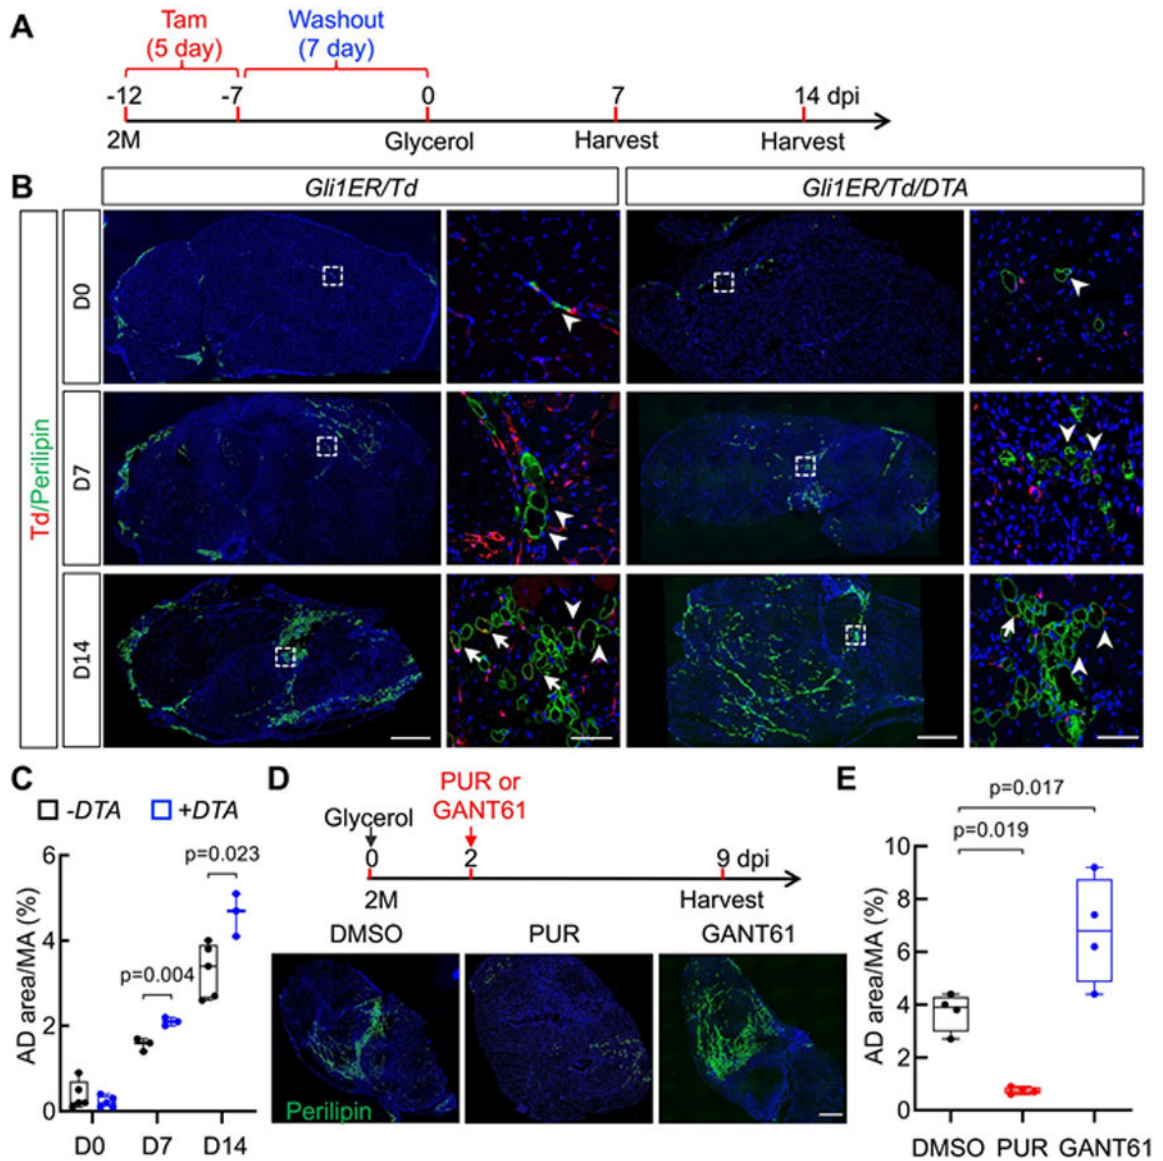 A
Tam
(5 day)
Washout
(7 day)
-12
-7
0
7
14 dpi
2M
Glycerol
Harvest
Harvest
B
Gli1ER/Td
Gli1ER/Td/DTA
Td/Perilipin
D0
D7
D14
C
-DTA
+DTA
AD area/MA (%)
6
4
2
0
p=0.004
p=0.023
D0
D7
D14
D
Glycerol
PUR or
GANT61
0
2
9 dpi
2M
Harvest
DMSO
PUR
GANT61
Perilipin
E
AD area/MA (%)
10
8
6
4
2
0
p=0.017
p=0.019
DMSO
PUR
GANT61